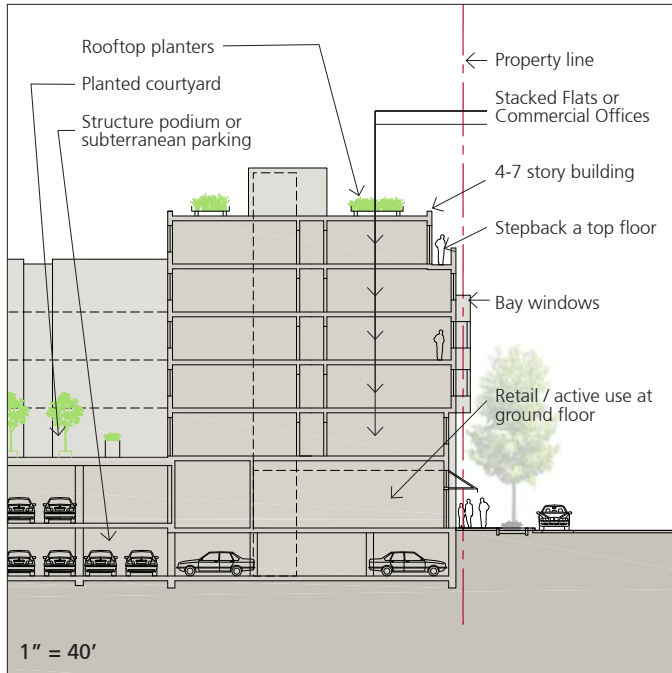 Rooftop planters
Planted courtyard
Structure podium or
subterranean parking
Property line
Stacked Flats or
Commercial Offices
4-7 story building
Stepback a top floor
Bay windows
Retail / active use at
ground floor
1” = 40’